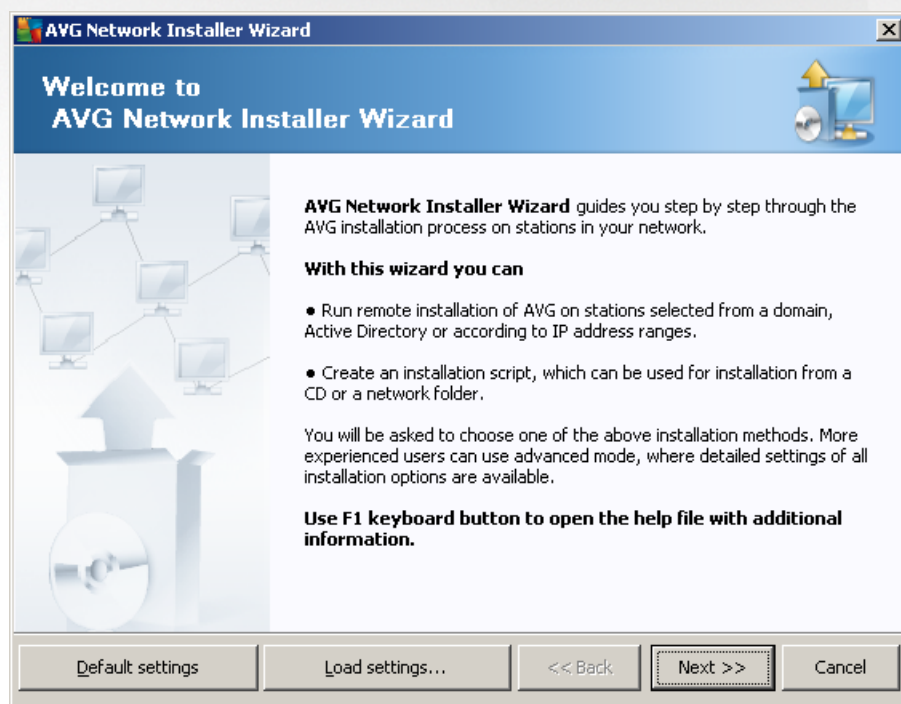 AVG Network Installer Wizard
Welcome to
AVG Network Installer Wizard
AVG Network Installer Wizard guides you step by step through the
AVG installation process on stations in your network.
With this wizard you can
● Run remote installation of AVG on stations selected from a domain,
Active Directory or according to IP address ranges.
● Create an installation script, which can be used for installation from a
CD or a network folder.
You will be asked to choose one of the above installation methods. More
experienced users can use advanced mode, where detailed settings of all
installation options are available.
Use F1 keyboard button to open the help file with additional
information.
Default settings
Load settings...
<< Back
Next >>
Cancel